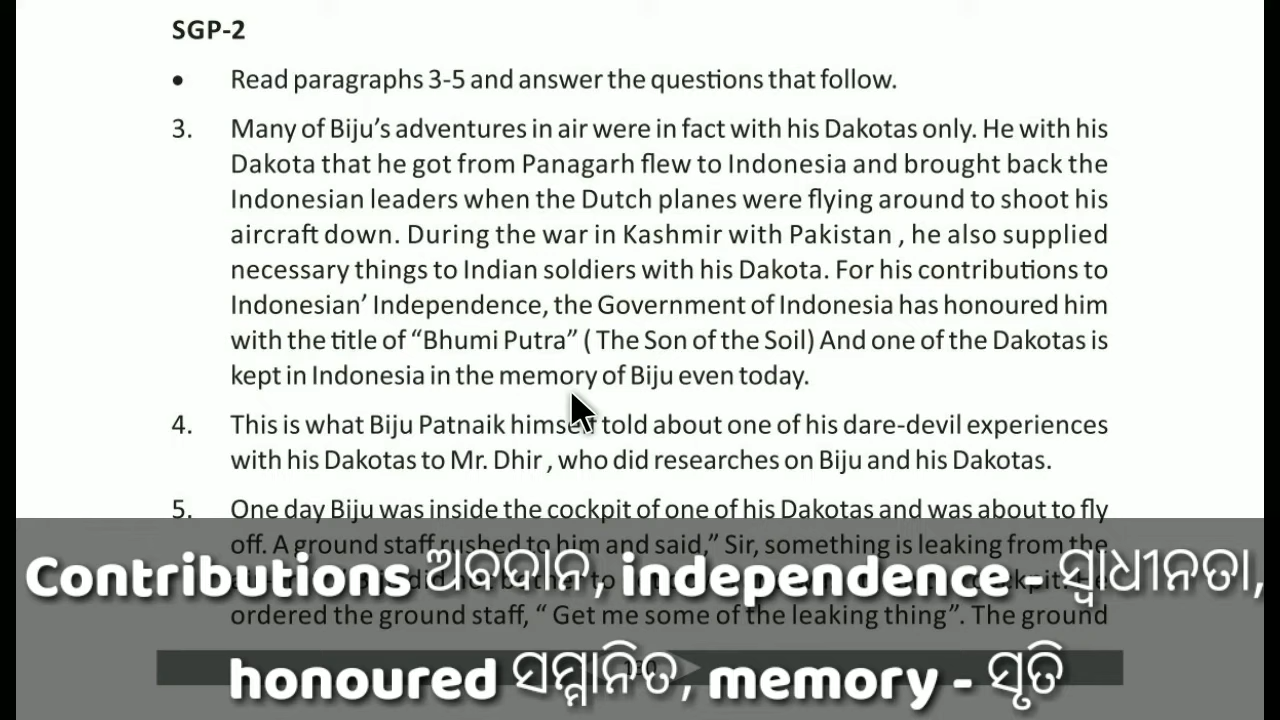 SGP-2
• Read paragraphs 3-5 and answer the questions that follow.
3. Many of Biju's adventures in air were in fact with his Dakotas only. He with his
Dakota that he got from Panagarh flew to Indonesia and brought back the
Indonesian leaders when the Dutch planes were flying around to shoot his
aircraft down. During the war in Kashmir with Pakistan , he also supplied
necessary things to Indian soldiers with his Dakota. For his contributions to
Indonesian' Independence, the Government of Indonesia has honoured him
with the title of “Bhumi Putra” ( The Son of the Soil) And one of the Dakotas is
kept in Indonesia in the memory of Biju even today.
4. This is what Biju Patnaik himself told about one of his dare-devil experiences
with his Dakotas to Mr. Dhir , who did researches on Biju and his Dakotas.
5. One day Biju was inside the cockpit of one of his Dakotas and was about to fly
off. A ground staff rushed to him and said,” Sir, something is leaking from the
Contributions ଅବଦାନ, independence - ସ୍ୱାଧୀନତା,
ordered the ground staff, “ Get me some of the leaking thing”. The ground
honoured ସମ୍ମାନିତ, memory - ସ୍ମୃତି